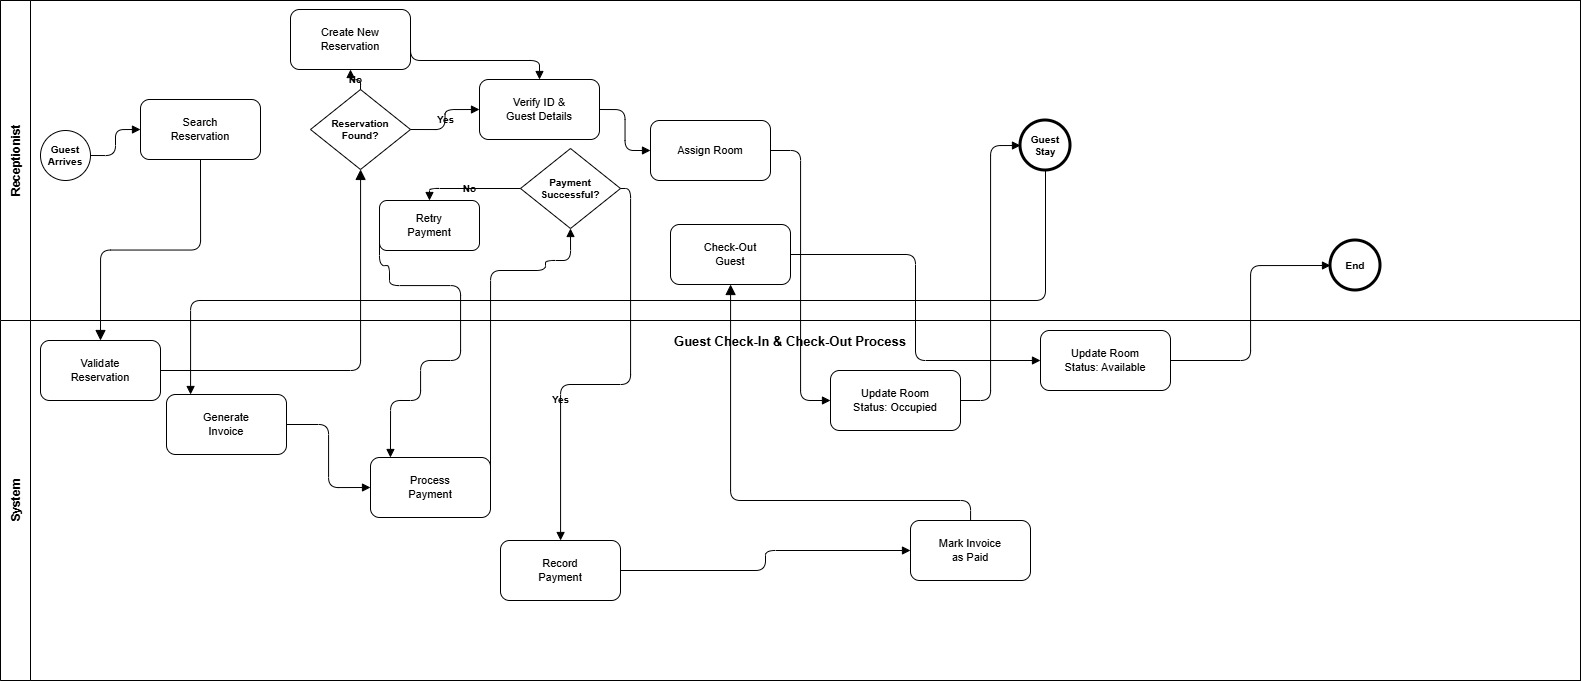 Receptionist
Guest
Arrives
Search
Reservation
Create New
Reservation
No
Reservation
Found?
Yes
Verify ID &
Guest Details
Assign Room
Guest
Stay
Payment
Successful?
No
Retry
Payment
Check-Out
Guest
End
System
Guest Check-In & Check-Out Process
Validate
Reservation
Generate
Invoice
Process
Payment
Yes
Update Room
Status: Occupied
Update Room
Status: Available
Record
Payment
Mark Invoice
as Paid